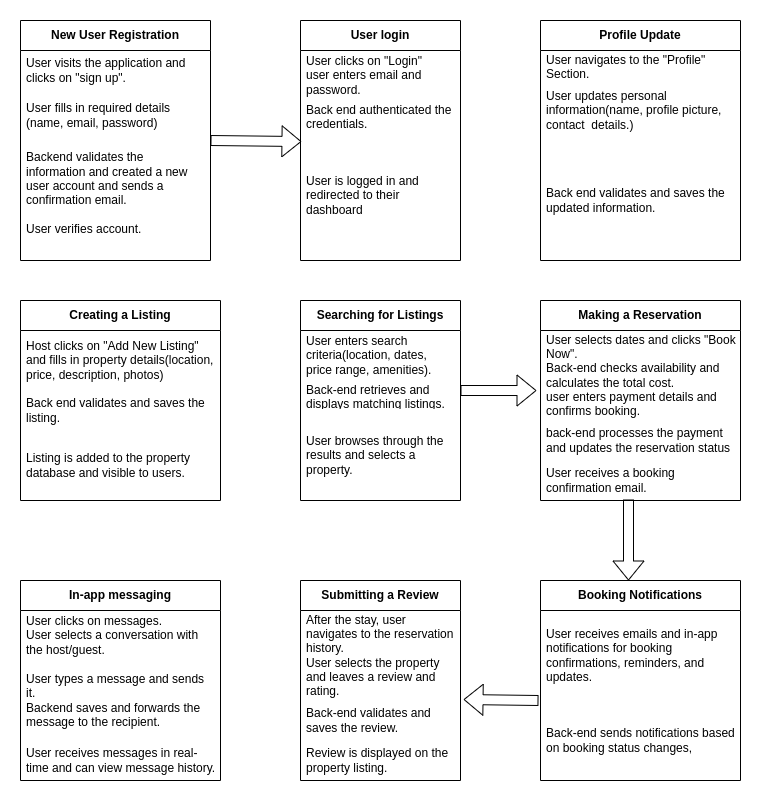 New User Registration
User visits the application and
clicks on "sign up".
User fills in required details
(name, email, password)
Backend validates the
information and created a new
user account and sends a
confirmation email.
User verifies account.
User login
User clicks on "Login"
user enters email and
password.
Back end authenticated the
credentials.
User is logged in and
redirected to their
dashboard
Profile Update
User navigates to the "Profile"
Section.
User updates personal
information(name, profile picture,
contact  details.)
Back end validates and saves the
updated information.
Creating a Listing
Host clicks on "Add New Listing"
and fills in property details(location,
price, description, photos)
Back end validates and saves the
listing.
Listing is added to the property
database and visible to users.
Searching for Listings
User enters search
criteria(location, dates,
price range, amenities).
Back-end retrieves and
displays matching listings.
User browses through the
results and selects a
property.
Making a Reservation
User selects dates and clicks "Book
Now".
Back-end checks availability and
calculates the total cost.
user enters payment details and
confirms booking.
back-end processes the payment
and updates the reservation status
User receives a booking
confirmation email.
In-app messaging
User clicks on messages.
User selects a conversation with
the host/guest.
User types a message and sends
it.
Backend saves and forwards the
message to the recipient.
User receives messages in real-
time and can view message history.
Submitting a Review
After the stay, user
navigates to the reservation
history.
User selects the property
and leaves a review and
rating.
Back-end validates and
saves the review.
Review is displayed on the
property listing.
Booking Notifications
User receives emails and in-app
notifications for booking
confirmations, reminders, and
updates.
Back-end sends notifications based
on booking status changes,